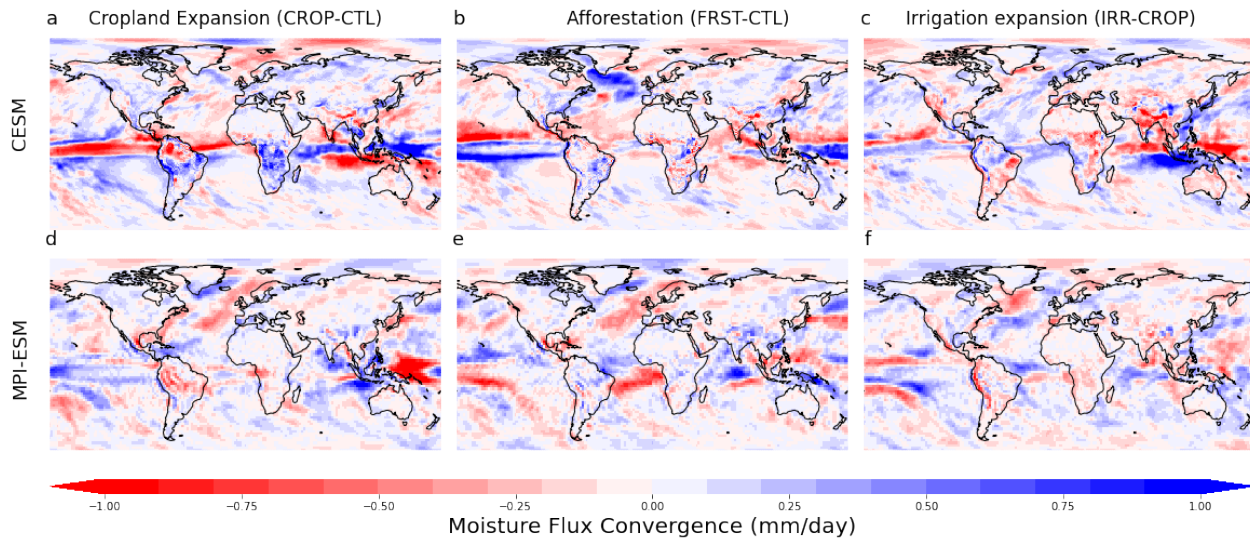 a Cropland Expansion (CROP-CTL) b Afforestation (FRST-CTL) c Irrigation expansion (IRR-CROP)
CESM
d e f
MPI-ESM
−1.00 −0.75 −0.50 −0.25 0.00 0.25 0.50 0.75 1.00
Moisture Flux Convergence (mm/day)